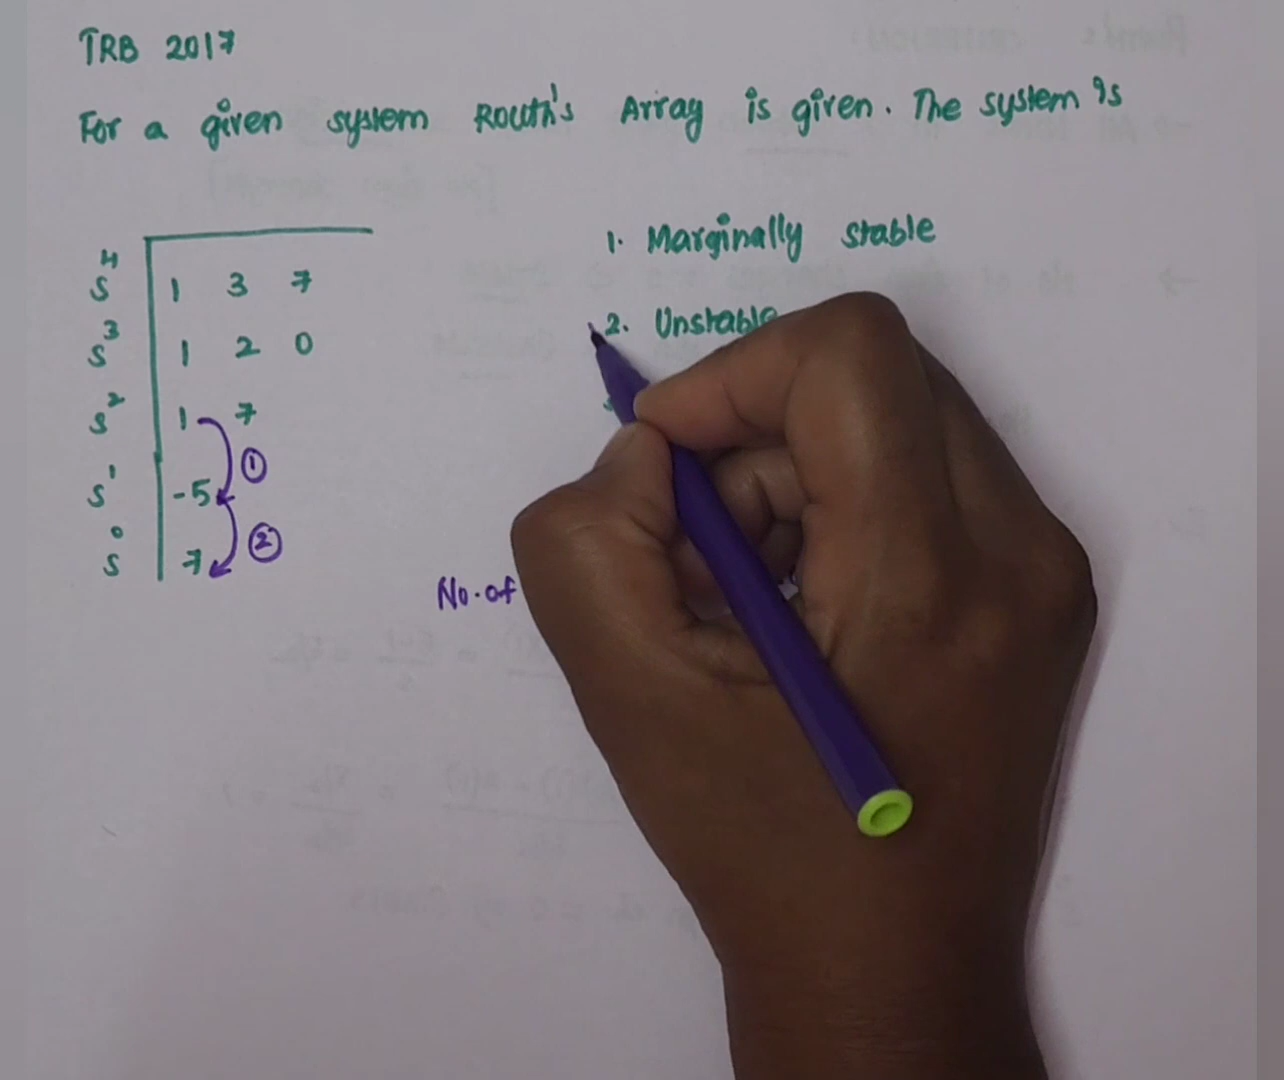 TRB 2017
For a given system Routh's Array is given. The system is
1. Marginally stable
2. Unstable
s⁴ 1 3 7
s³ 1 2 0
s² 1 7
s¹ -5
s⁰ 7
①
②
No. of